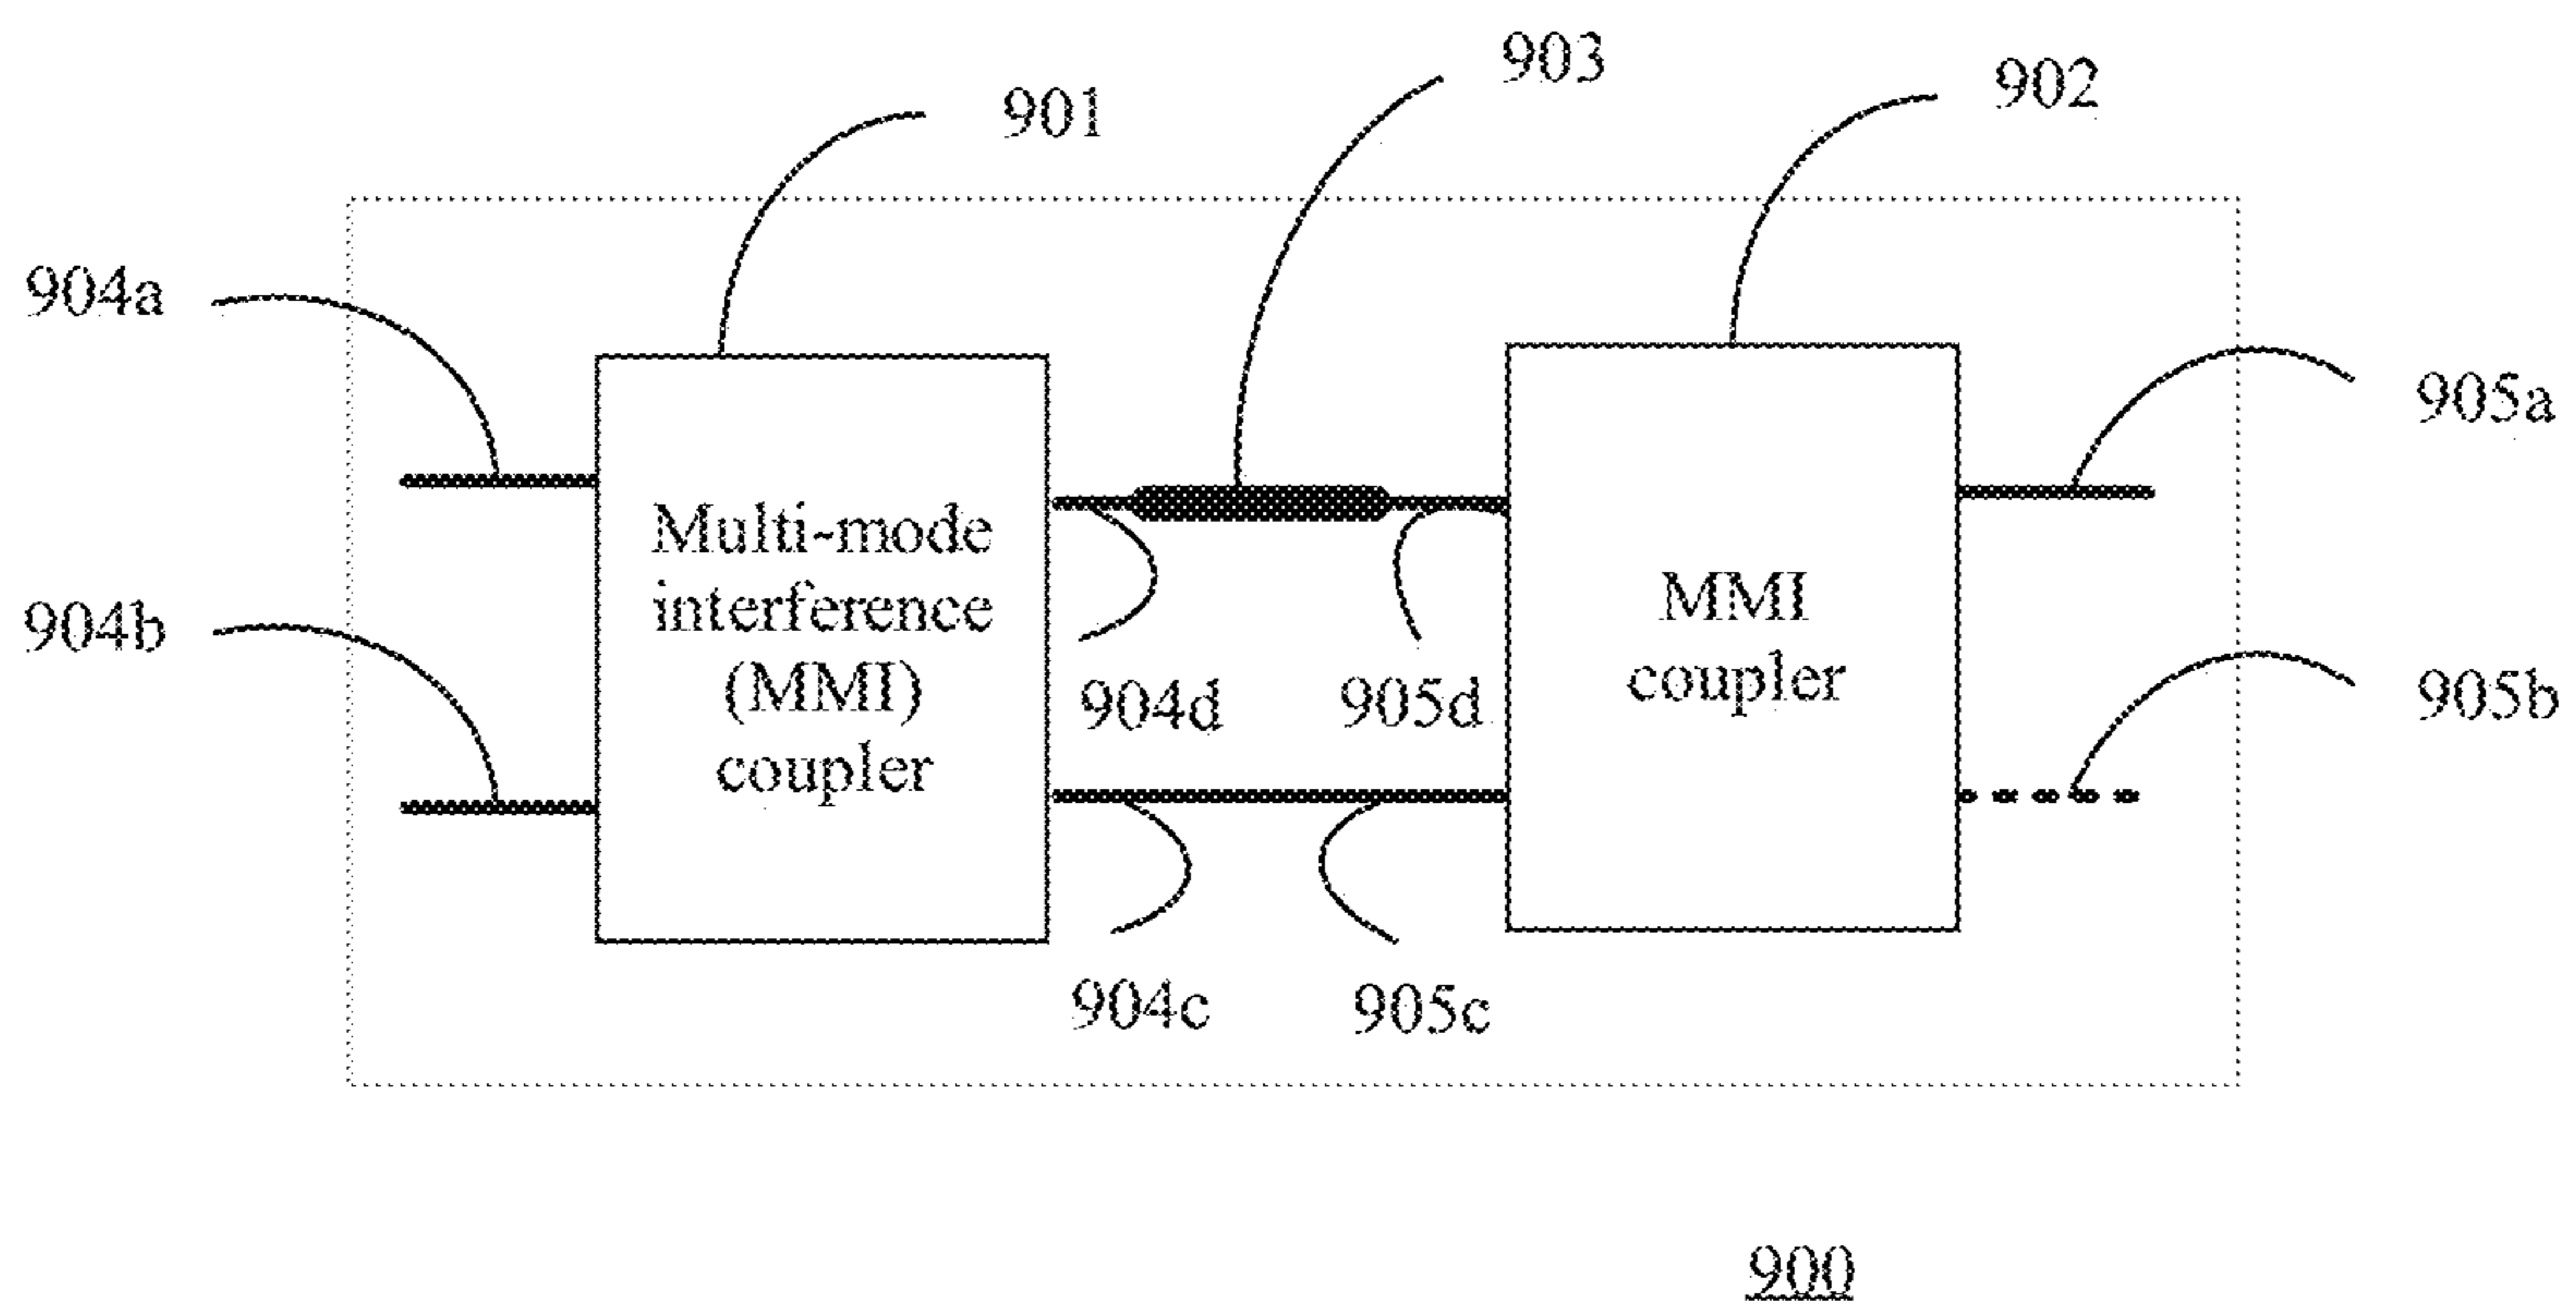 903
902
901
904a
905a
Multi-mode
interference
(MMI)
coupler
MMI
coupler
904b
904d
905d
905b
904c
905c
900